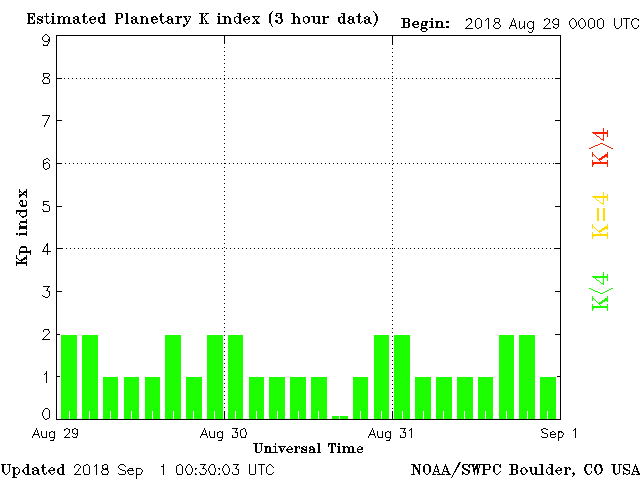 Estimated Planetary K index (3 hour data)
Begin: 2018 Aug 29 0000 UTC
9
8
7
6
5
4
3
2
1
0
Kp index
K>4
K=4
K<4
Aug 29
Aug 30
Aug 31
Sep 1
Universal Time
Updated 2018 Sep 1 00:30:03 UTC
NOAA/SWPC Boulder, CO USA